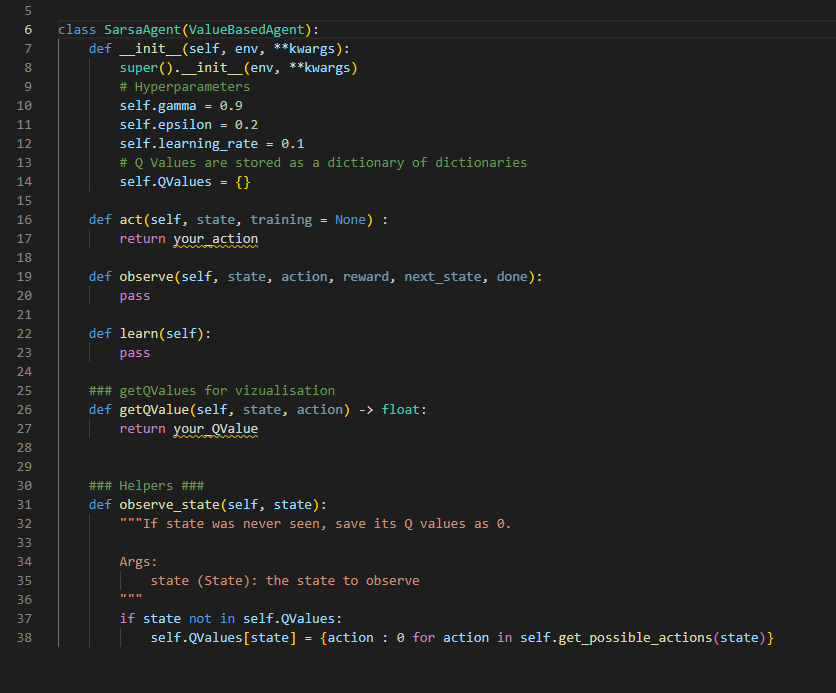 5
6 class SarsaAgent(ValueBasedAgent):
7     def __init__(self, env, **kwargs):
8         super().__init__(env, **kwargs)
9         # Hyperparameters
10         self.gamma = 0.9
11         self.epsilon = 0.2
12         self.learning_rate = 0.1
13         # Q Values are stored as a dictionary of dictionaries
14         self.QValues = {}
15
16     def act(self, state, training = None) :
17         return your_action
18
19     def observe(self, state, action, reward, next_state, done):
20         pass
21
22     def learn(self):
23         pass
24
25     ### getQValues for vizualisation
26     def getQValue(self, state, action) -> float:
27         return your_QValue
28
29
30     ### Helpers ###
31     def observe_state(self, state):
32         """If state was never seen, save its Q values as 0.
33
34         Args:
35             state (State): the state to observe
36         """
37         if state not in self.QValues:
38             self.QValues[state] = {action : 0 for action in self.get_possible_actions(state)}